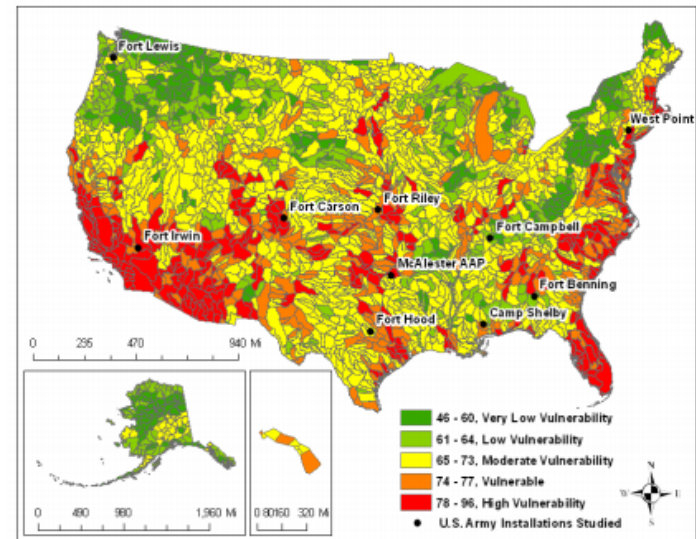 Fort Lewis
West Point
Fort Carson
Fort Riley
Fort Irwin
Fort Campbell
McAlester AAP
Fort Benning
Fort Hood
Camp Shelby
0 235 470 940 Mi
46 - 60, Very Low Vulnerability
61 - 64, Low Vulnerability
65 - 73, Moderate Vulnerability
74 - 77, Vulnerable
78 - 96, High Vulnerability
U.S. Army Installations Studied
N
W E
S
0 490 980 1,960 Mi
0 80160 320 Mi